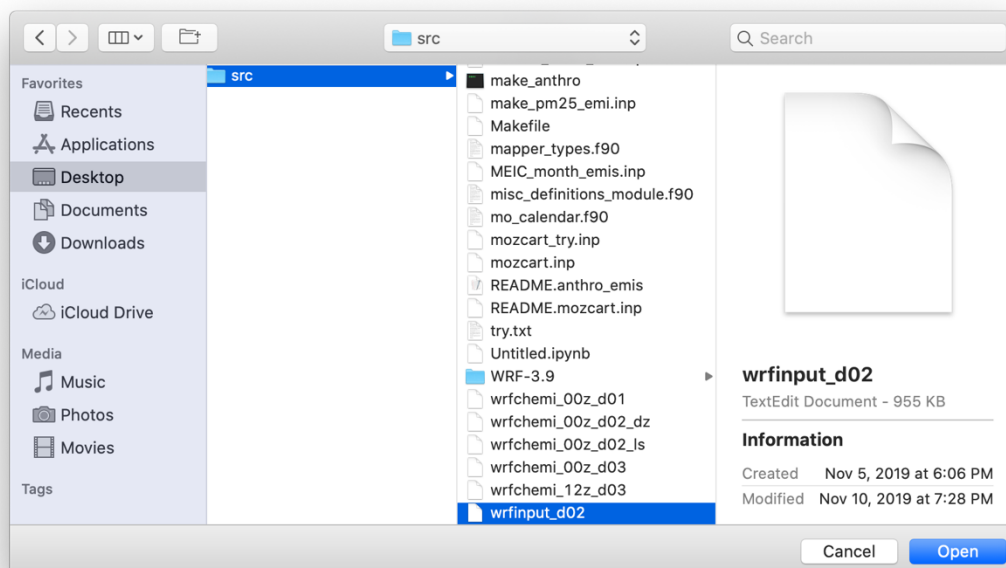 src
Search
Favorites
Recents
Applications
Desktop
Documents
Downloads
iCloud
iCloud Drive
Media
Music
Photos
Movies
Tags
src
make_anthro
make_pm25_emi.inp
Makefile
mapper_types.f90
MEIC_month_emis.inp
misc_definitions_module.f90
mo_calendar.f90
mozcart_try.inp
mozcart.inp
README.anthro_emis
README.mozcart.inp
try.txt
Untitled.ipynb
WRF-3.9
wrfchemi_00z_d01
wrfchemi_00z_d02_dz
wrfchemi_00z_d02_ls
wrfchemi_00z_d03
wrfchemi_12z_d03
wrfinput_d02
wrfinput_d02
TextEdit Document - 955 KB
Information
Created Nov 5, 2019 at 6:06 PM
Modified Nov 10, 2019 at 7:28 PM
Cancel
Open